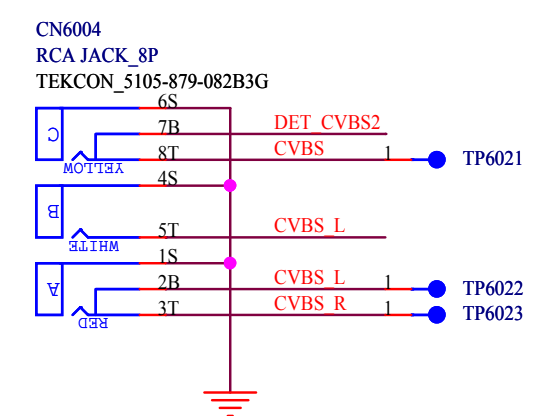 CN6004
RCA JACK_8P
TEKCON_5105-879-082B3G
6S
7B DET_CVBS2
C
8T CVBS 1 TP6021
YELLOW
4S
B
5T CVBS_L
WHITE
1S
A 2B CVBS_L 1 TP6022
3T CVBS_R 1 TP6023
RED